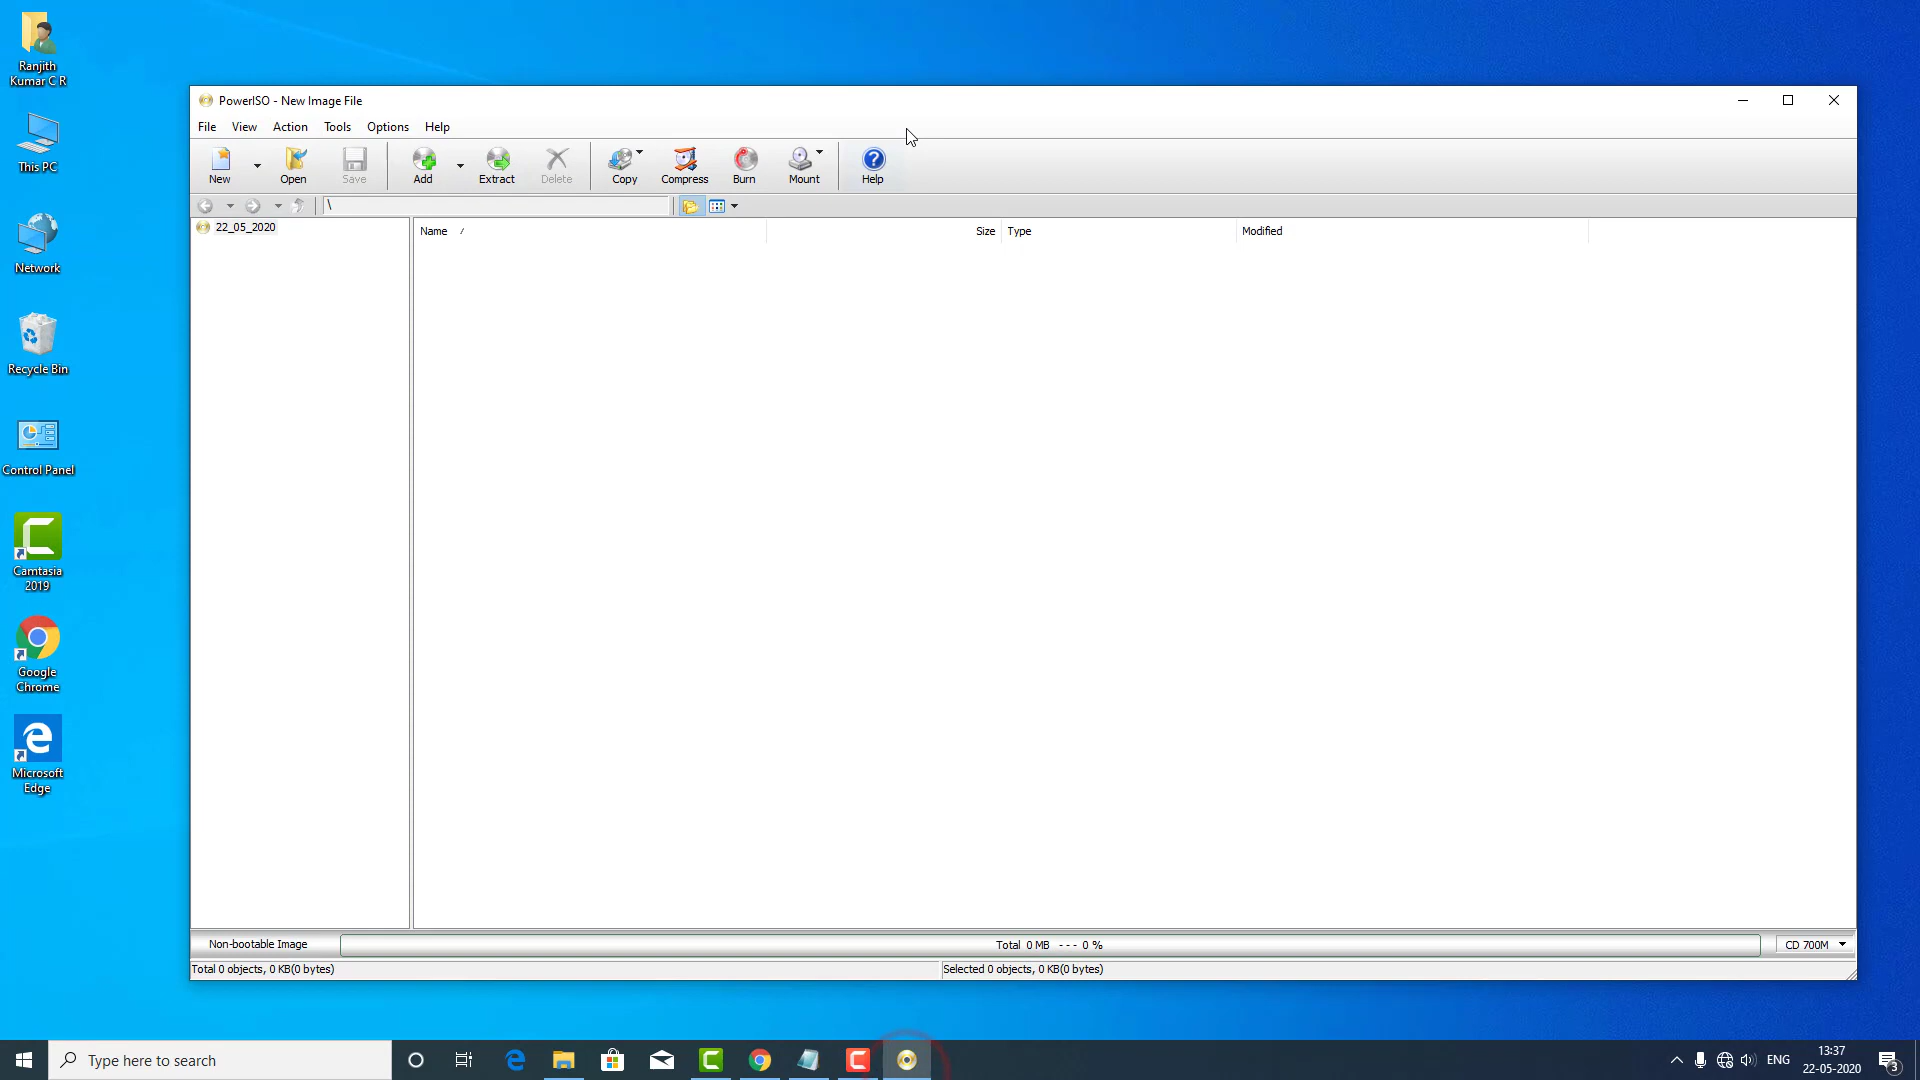 Ranjith
Kumar C R
This PC
Network
Recycle Bin
Control Panel
Camtasia
2019
Google
Chrome
Microsoft
Edge
PowerISO - New Image File
File View Action Tools Options Help
New Open Save Add Extract Delete Copy Compress Burn Mount Help
\
22_05_2020
Name / Size Type Modified
Non-bootable Image Total 0 MB --- 0 % CD 700M
Total 0 objects, 0 KB(0 bytes) Selected 0 objects, 0 KB(0 bytes)
Type here to search
ENG
13:37
22-05-2020
3